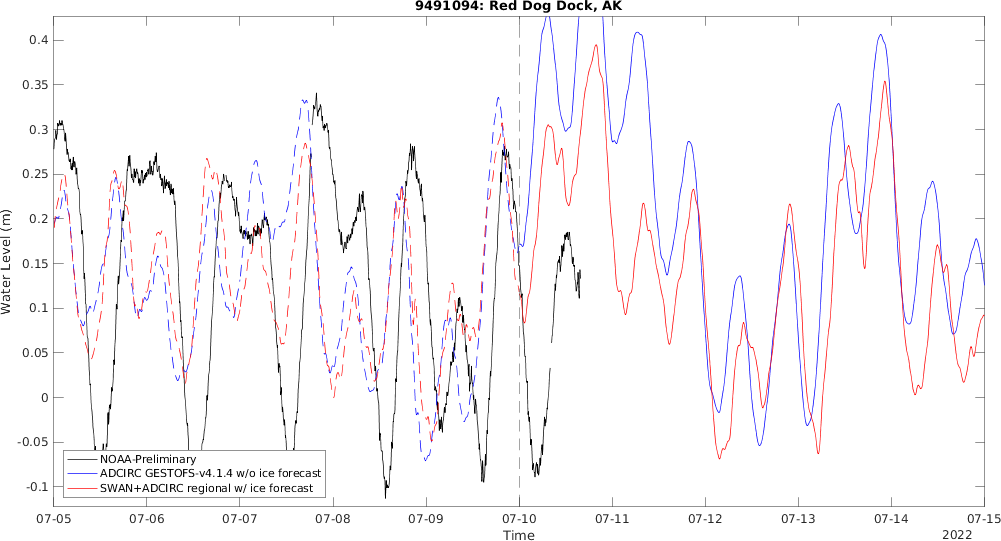 9491094: Red Dog Dock, AK
Water Level (m)
0.4
0.35
0.3
0.25
0.2
0.15
0.1
0.05
0
-0.05
-0.1
NOAA-Preliminary
ADCIRC GESTOFS-v4.1.4 w/o ice forecast
SWAN+ADCIRC regional w/ ice forecast
07-05 07-06 07-07 07-08 07-09 07-10 07-11 07-12 07-13 07-14 07-15
Time
2022